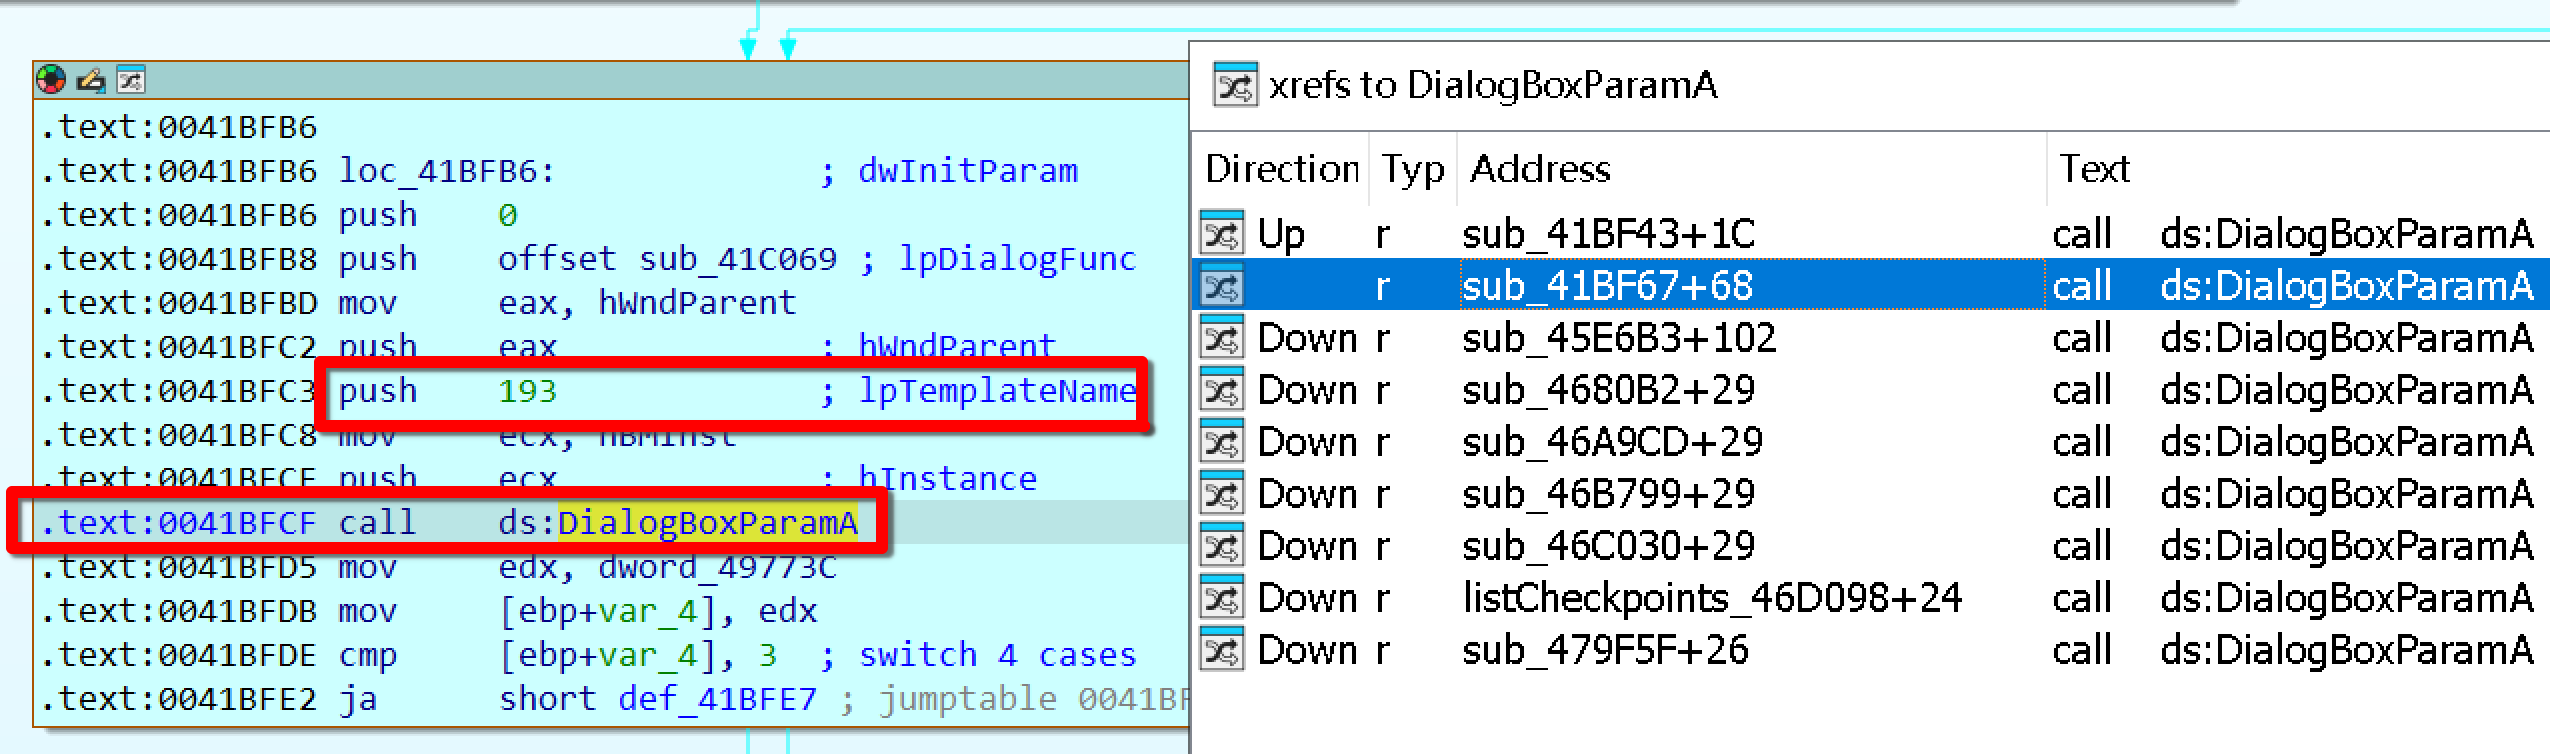 .text:0041BFB6
.text:0041BFB6 loc_41BFB6: ; dwInitParam
.text:0041BFB6 push 0
.text:0041BFB8 push offset sub_41C069 ; lpDialogFunc
.text:0041BFBD mov eax, hWndParent
.text:0041BFC2 push eax ; hWndParent
.text:0041BFC3 push 193 ; lpTemplateName
.text:0041BFC8 mov ecx, hBMInst
.text:0041BFCE push ecx ; hInstance
.text:0041BFCF call ds:DialogBoxParamA
.text:0041BFD5 mov edx, dword_49773C
.text:0041BFDB mov [ebp+var_4], edx
.text:0041BFDE cmp [ebp+var_4], 3 ; switch 4 cases
.text:0041BFE2 ja short def_41BFE7 ; jumptable 0041BF
xrefs to DialogBoxParamA
Direction Typ Address Text
Up r sub_41BF43+1C call ds:DialogBoxParamA
r sub_41BF67+68 call ds:DialogBoxParamA
Down r sub_45E6B3+102 call ds:DialogBoxParamA
Down r sub_4680B2+29 call ds:DialogBoxParamA
Down r sub_46A9CD+29 call ds:DialogBoxParamA
Down r sub_46B799+29 call ds:DialogBoxParamA
Down r sub_46C030+29 call ds:DialogBoxParamA
Down r listCheckpoints_46D098+24 call ds:DialogBoxParamA
Down r sub_479F5F+26 call ds:DialogBoxParamA